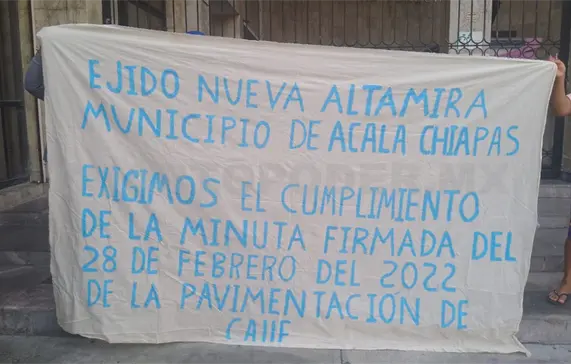 EJIDO NUEVA ALTAMIRA
MUNICIPIO DE ACALA CHIAPAS
EXIGIMOS EL CUMPLIMIENTO
DE LA MINUTA FIRMADA DEL
28 DE FEBRERO DEL 2022
DE LA PAVIMENTACIÓN DE